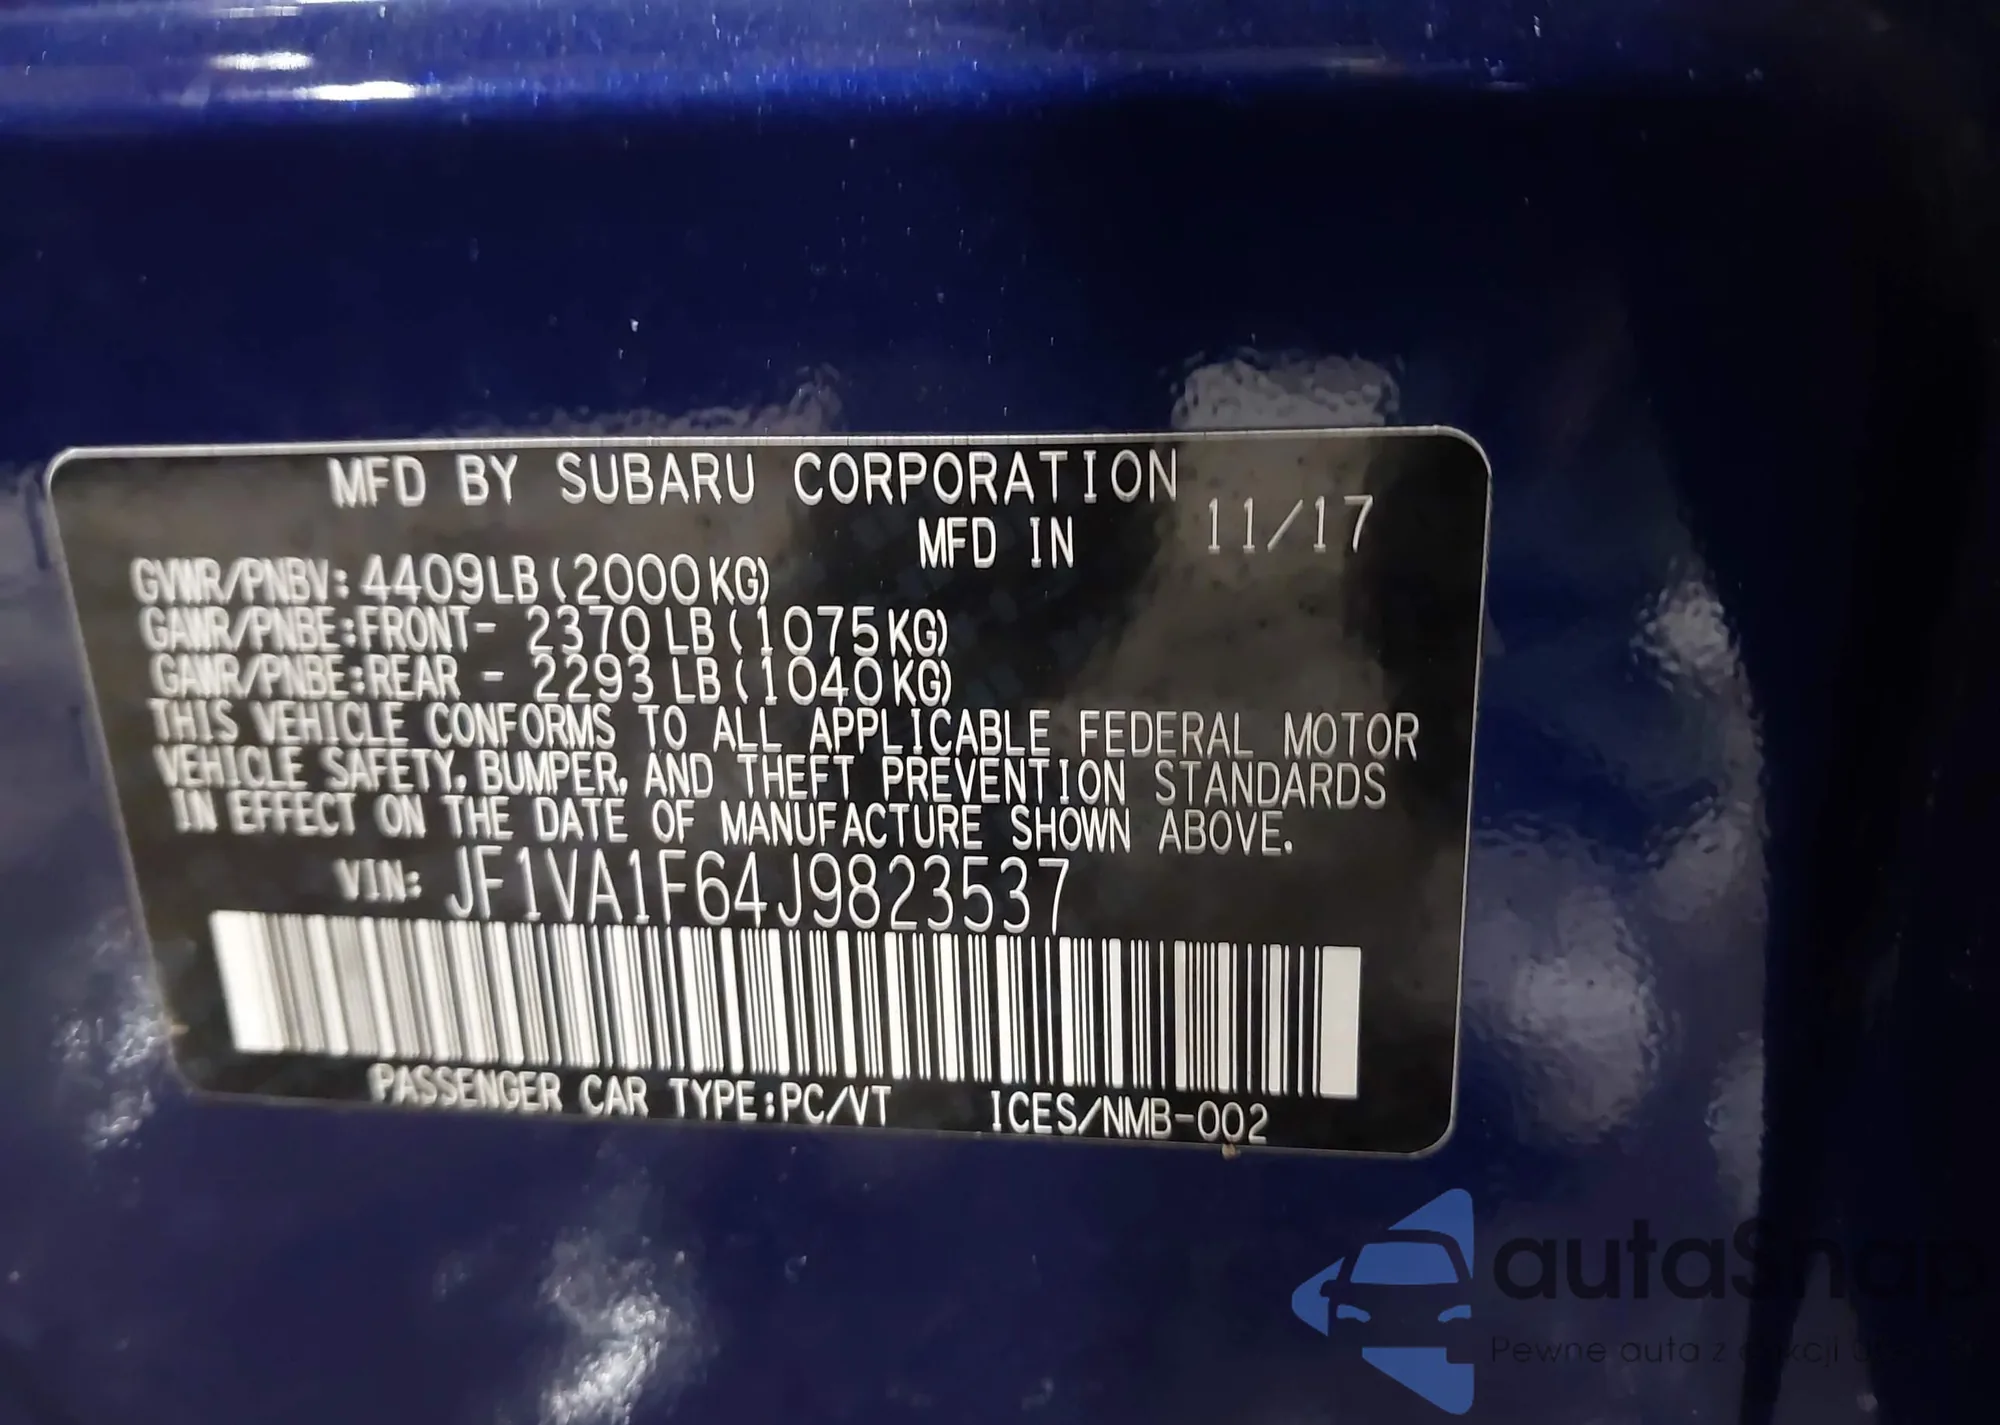 MFD BY SUBARU CORPORATION
MFD IN 11/17
GVWR/PNBV: 4409LB (2000KG)
GAWR/PNBE:FRONT- 2370 LB (1075KG)
GAWR/PNBE:REAR - 2293 LB (1040KG)
THIS VEHICLE CONFORMS TO ALL APPLICABLE FEDERAL MOTOR
VEHICLE SAFETY, BUMPER, AND THEFT PREVENTION STANDARDS
IN EFFECT ON THE DATE OF MANUFACTURE SHOWN ABOVE.
VIN: JF1VA1F64J9823537
PASSENGER CAR TYPE:PC/VT ICES/NMB-002
autaSnap
Pewne auta z